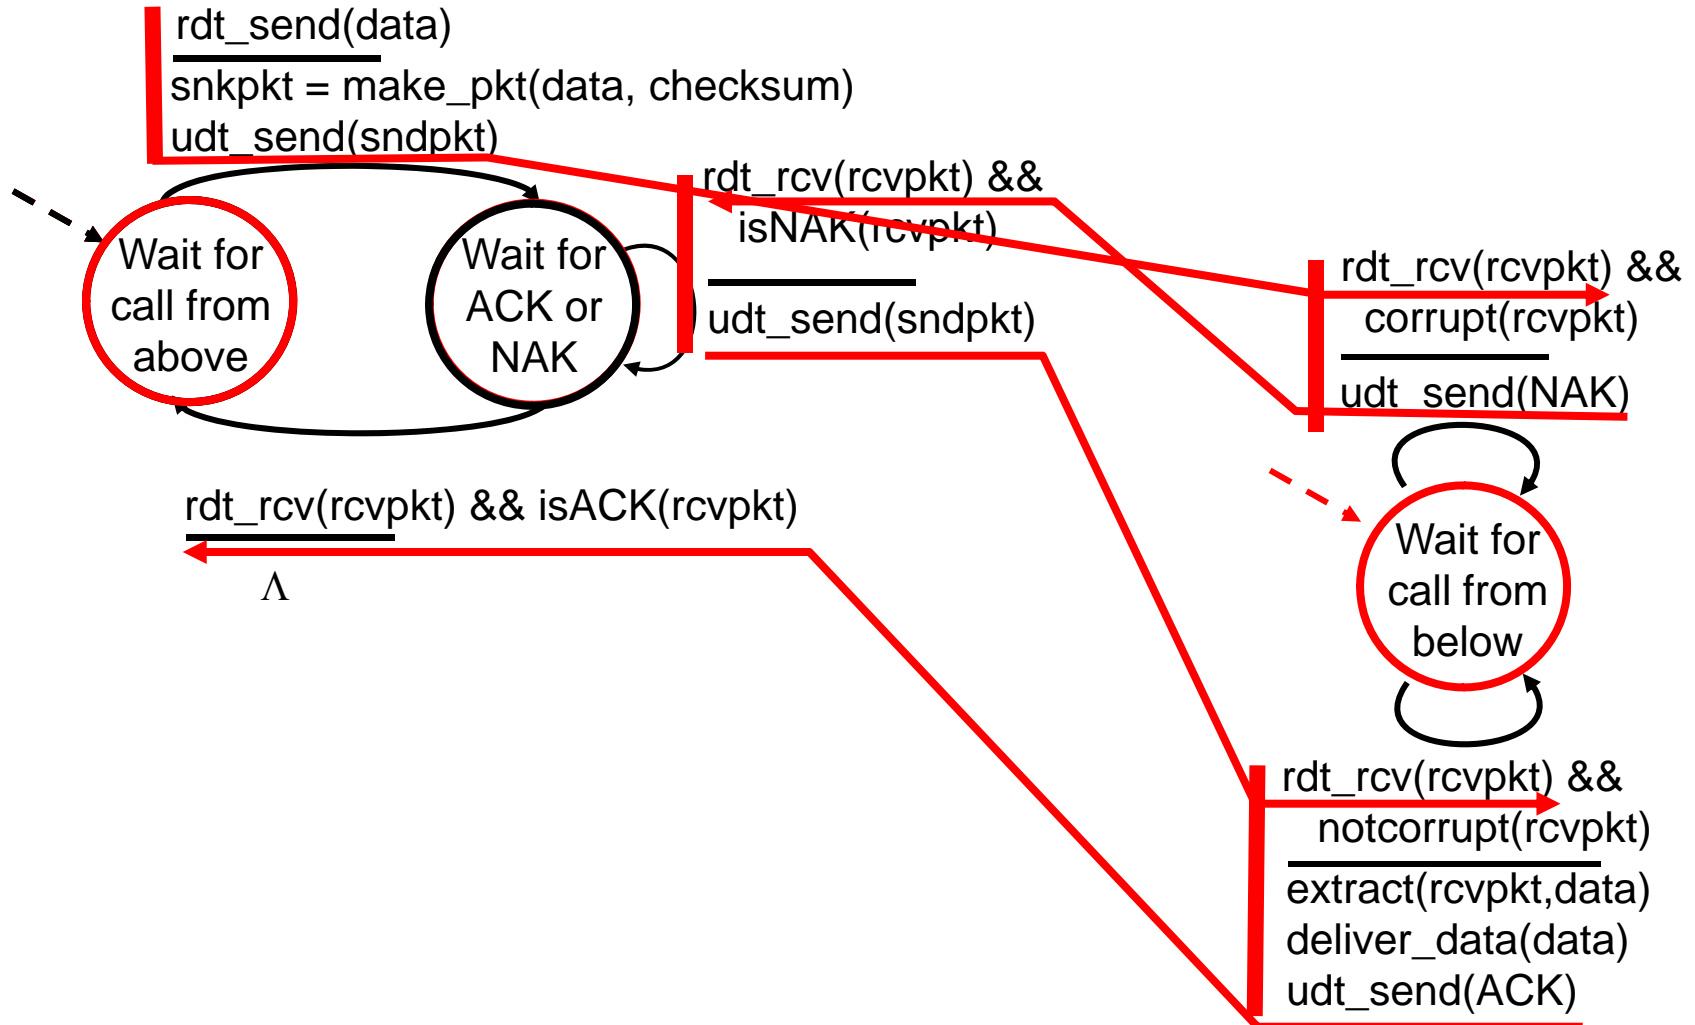 rdt_send(data)
snkpkt = make_pkt(data, checksum)
udt_send(sndpkt)
Wait for
call from
above
Wait for
ACK or
NAK
rdt_rcv(rcvpkt) &&
isNAK(rcvpkt)
udt_send(sndpkt)
rdt_rcv(rcvpkt) && isACK(rcvpkt)
Λ
rdt_rcv(rcvpkt) &&
corrupt(rcvpkt)
udt_send(NAK)
Wait for
call from
below
rdt_rcv(rcvpkt) &&
notcorrupt(rcvpkt)
extract(rcvpkt,data)
deliver_data(data)
udt_send(ACK)